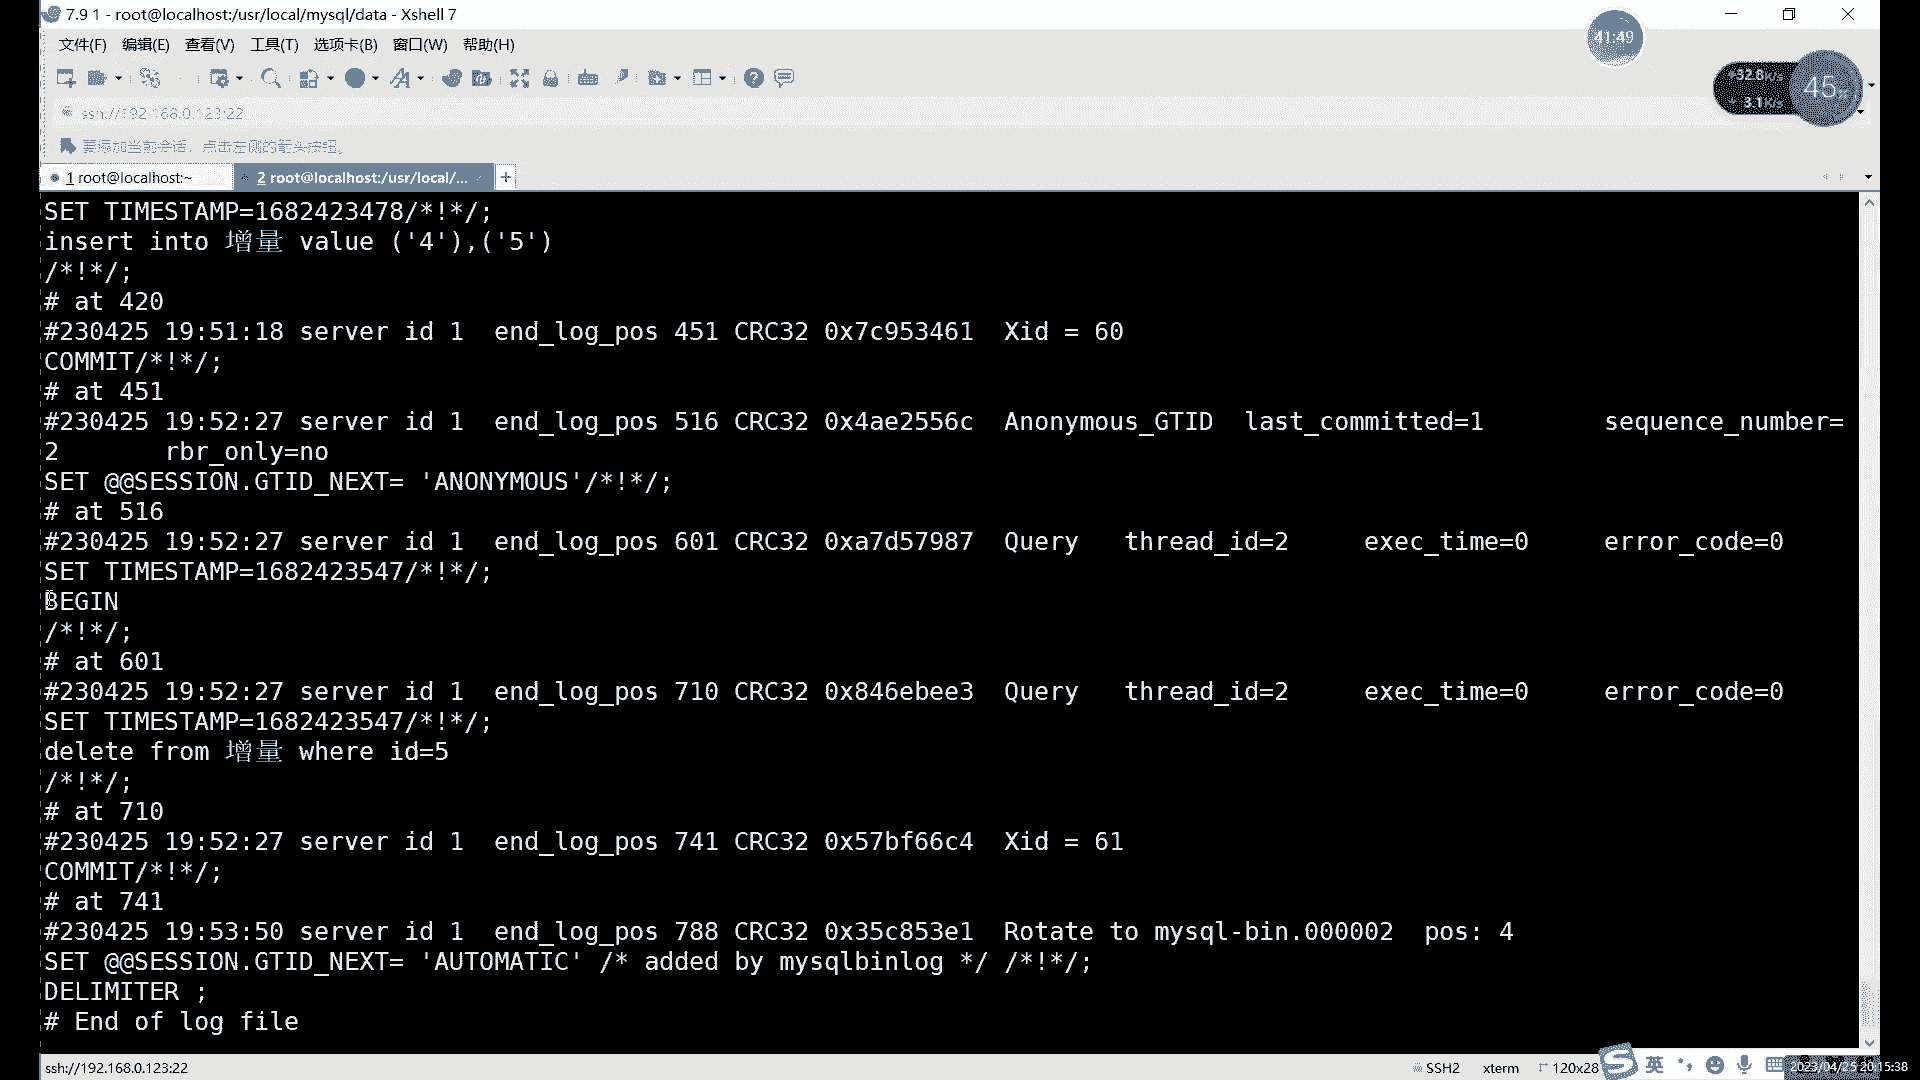 7.9 1 - root@localhost:/usr/local/mysql/data - Xshell 7
41:49
文件(F) 编辑(E) 查看(V) 工具(T) 选项卡(B) 窗口(W) 帮助(H)
32.8K/s
3.1K/s
45%
ssh://192.168.0.123:22
要添加当前会话，点击左侧的箭头按钮。
1 root@localhost:~
2 root@localhost:/usr/local/...
SET TIMESTAMP=1682423478/*!*/;
insert into 增量 value ('4'),('5')
/*!*/;
# at 420
#230425 19:51:18 server id 1  end_log_pos 451 CRC32 0x7c953461  Xid = 60
COMMIT/*!*/;
# at 451
#230425 19:52:27 server id 1  end_log_pos 516 CRC32 0x4ae2556c  Anonymous_GTID  last_committed=1        sequence_number=
2       rbr_only=no
SET @@SESSION.GTID_NEXT= 'ANONYMOUS'/*!*/;
# at 516
#230425 19:52:27 server id 1  end_log_pos 601 CRC32 0xa7d57987  Query   thread_id=2     exec_time=0     error_code=0
SET TIMESTAMP=1682423547/*!*/;
BEGIN
/*!*/;
# at 601
#230425 19:52:27 server id 1  end_log_pos 710 CRC32 0x846ebee3  Query   thread_id=2     exec_time=0     error_code=0
SET TIMESTAMP=1682423547/*!*/;
delete from 增量 where id=5
/*!*/;
# at 710
#230425 19:52:27 server id 1  end_log_pos 741 CRC32 0x57bf66c4  Xid = 61
COMMIT/*!*/;
# at 741
#230425 19:53:50 server id 1  end_log_pos 788 CRC32 0x35c853e1  Rotate to mysql-bin.000002  pos: 4
SET @@SESSION.GTID_NEXT= 'AUTOMATIC' /* added by mysqlbinlog */ /*!*/;
DELIMITER ;
# End of log file
ssh://192.168.0.123:22
SSH2
xterm
120x28
英
2023/04/25 20:15:38